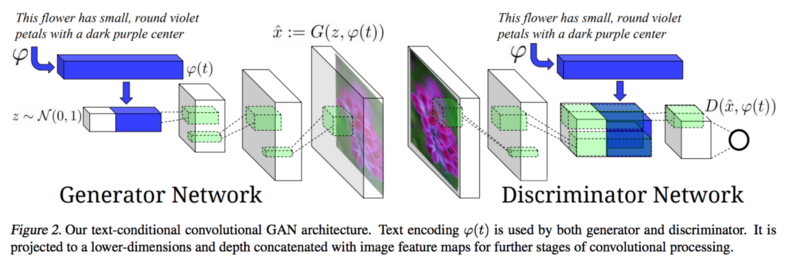 This flower has small, round violet
petals with a dark purple center
φ
φ(t)
z ~ N(0, 1)
x̂ := G(z, φ(t))
Generator Network
This flower has small, round violet
petals with a dark purple center
φ
D(x̂, φ(t))
Discriminator Network
Figure 2. Our text-conditional convolutional GAN architecture. Text encoding φ(t) is used by both generator and discriminator. It is
projected to a lower-dimensions and depth concatenated with image feature maps for further stages of convolutional processing.